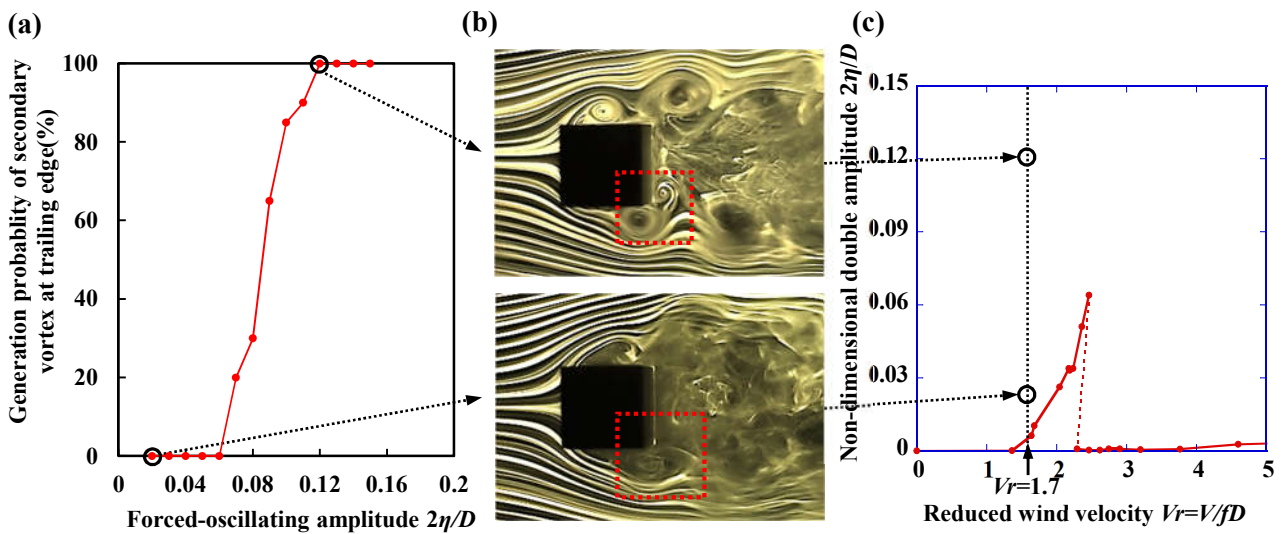 (a)
Generation probablity of secondary
vortex at trailing edge(%)
100
80
60
40
20
0
0
0.04
0.08
0.12
0.16
0.2
Forced-oscillating amplitude 2η/D
(b)
(c)
Non-dimensional double amplitude 2η/D
0.15
0.12
0.09
0.06
0.03
0
0
1
2
3
4
5
Vr=1.7
Reduced wind velocity Vr=V/fD